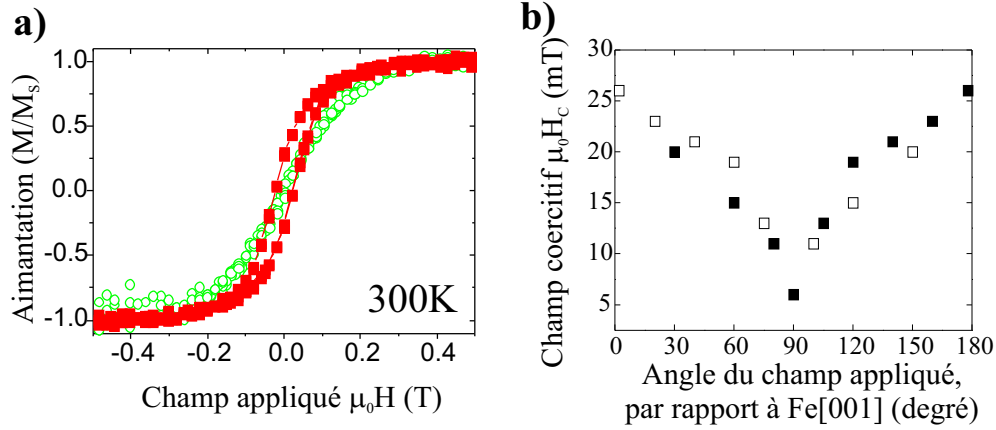 a)
Aimantation (M/M_S)
1.0
0.5
0.0
-0.5
-1.0
300K
-0.4 -0.2 0.0 0.2 0.4
Champ appliqué μ₀H (T)
b)
Champ coercitif μ₀H_C (mT)
30
25
20
15
10
5
0 30 60 90 120 150 180
Angle du champ appliqué,
par rapport à Fe[001] (degré)